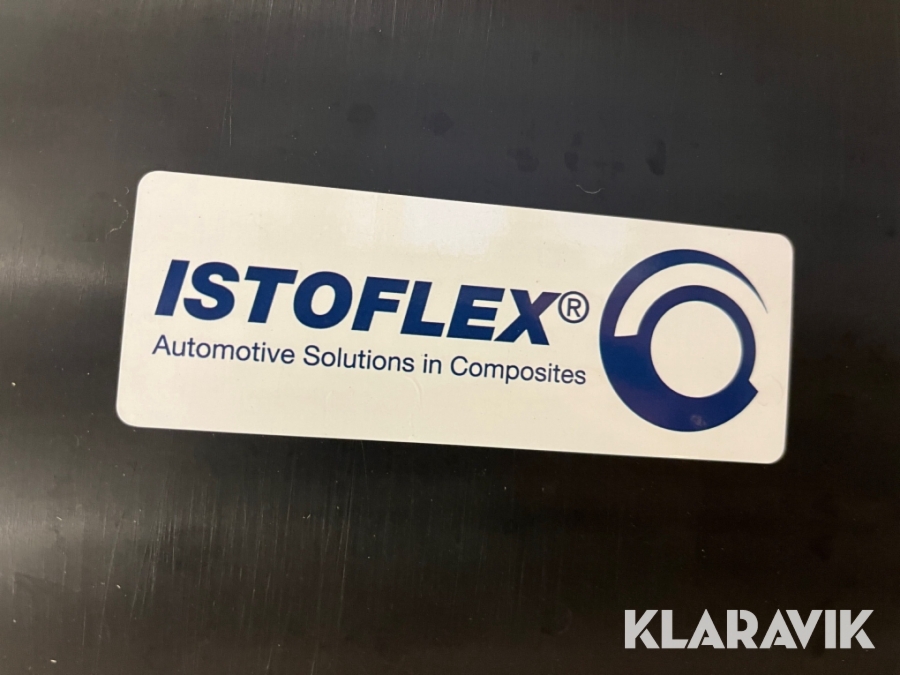 ISTOFLEX®
Automotive Solutions in Composites
KLARAVIK